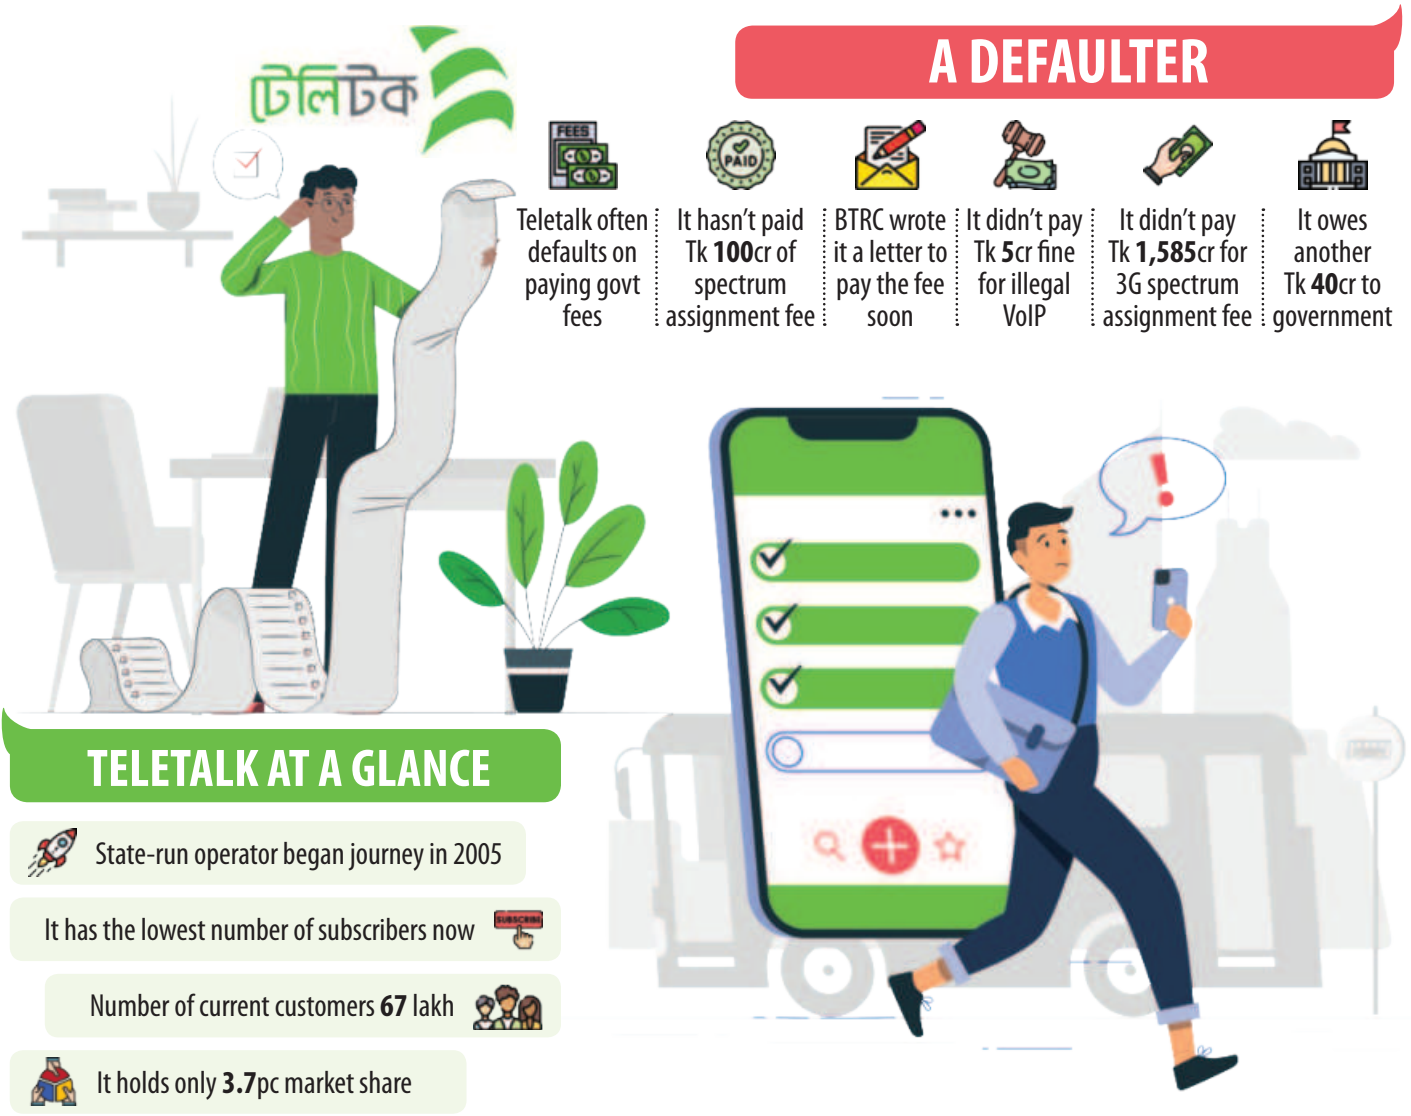 টেলিটক
A DEFAULTER
FEES
Teletalk often
defaults on
paying govt
fees
PAID
It hasn't paid
Tk 100cr of
spectrum
assignment fee
BTRC wrote
it a letter to
pay the fee
soon
It didn't pay
Tk 5cr fine
for illegal
VoIP
It didn't pay
Tk 1,585cr for
3G spectrum
assignment fee
It owes
another
Tk 40cr to
government
TELETALK AT A GLANCE
State-run operator began journey in 2005
It has the lowest number of subscribers now
SUBSCRIBE
Number of current customers 67 lakh
It holds only 3.7pc market share